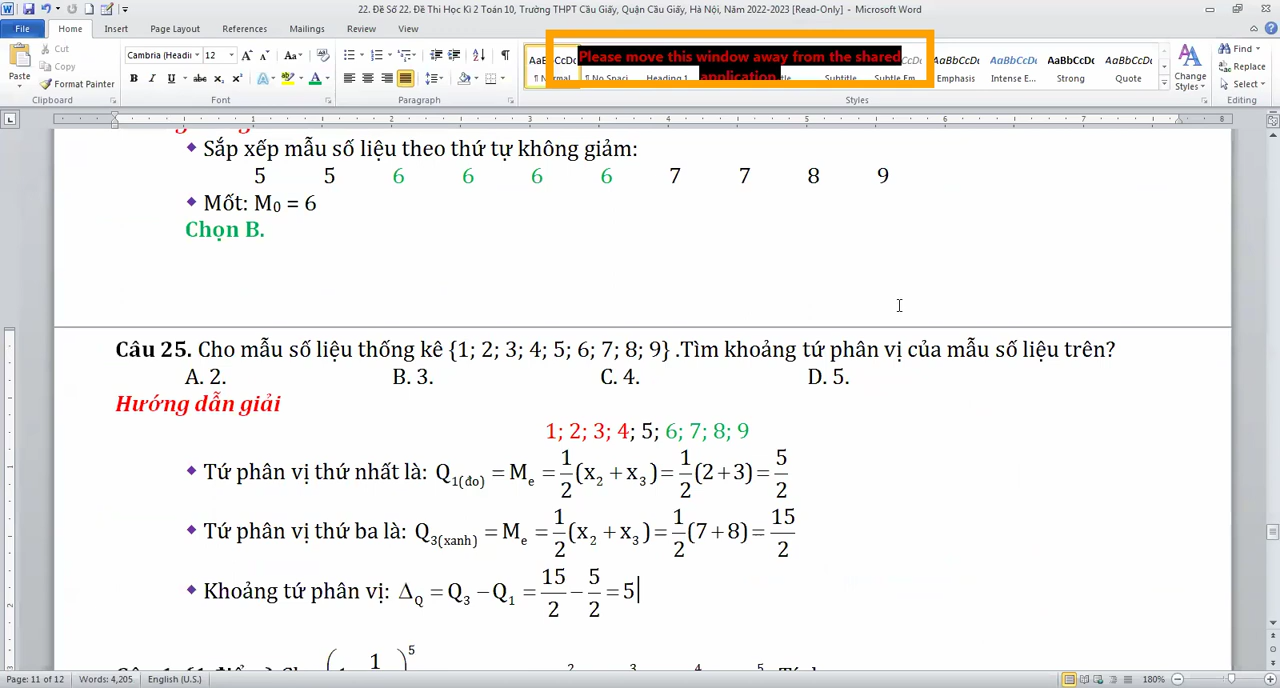 22. Đề Số 22. Đề Thi Học Kì 2 Toán 10, Trường THPT Cầu Giấy, Quận Cầu Giấy, Hà Nội, Năm 2022-2023 [Read-Only] - Microsoft Word
File Home Insert Page Layout References Mailings Review View
Paste Cut Copy Format Painter Clipboard
Cambria (Headi 12 Font
Paragraph
Please move this window away from the shared application
¶ Normal ¶ No Spaci Heading 1 Subtitle Subtle Em Emphasis Intense E... Strong Quote Styles
Change Styles
Find Replace Select Editing
Sắp xếp mẫu số liệu theo thứ tự không giảm:
5 5 6 6 6 6 7 7 8 9
Mốt: M₀ = 6
Chọn B.
Câu 25. Cho mẫu số liệu thống kê {1; 2; 3; 4; 5; 6; 7; 8; 9} .Tìm khoảng tứ phân vị của mẫu số liệu trên?
A. 2. B. 3. C. 4. D. 5.
Hướng dẫn giải
1; 2; 3; 4; 5; 6; 7; 8; 9
Tứ phân vị thứ nhất là: Q₁(đo) = Mₑ = 1/2(x₂ + x₃) = 1/2(2+3) = 5/2
Tứ phân vị thứ ba là: Q₃(xanh) = Mₑ = 1/2(x₂ + x₃) = 1/2(7+8) = 15/2
Khoảng tứ phân vị: Δ_Q = Q₃ − Q₁ = 15/2 − 5/2 = 5
Page: 11 of 12 Words: 4,205 English (U.S.) 180%